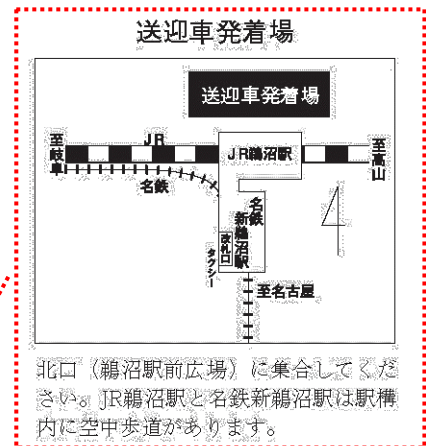 送迎車発着場
送迎車発着場
至岐阜
JR
JR鵜沼駅
至高山
名鉄
名鉄
新鵜沼駅
改札口
タクシー
至名古屋
北口（鵜沼駅前広場）に集合してくだ
さい。JR鵜沼駅と名鉄新鵜沼駅は駅構
内に空中歩道があります。